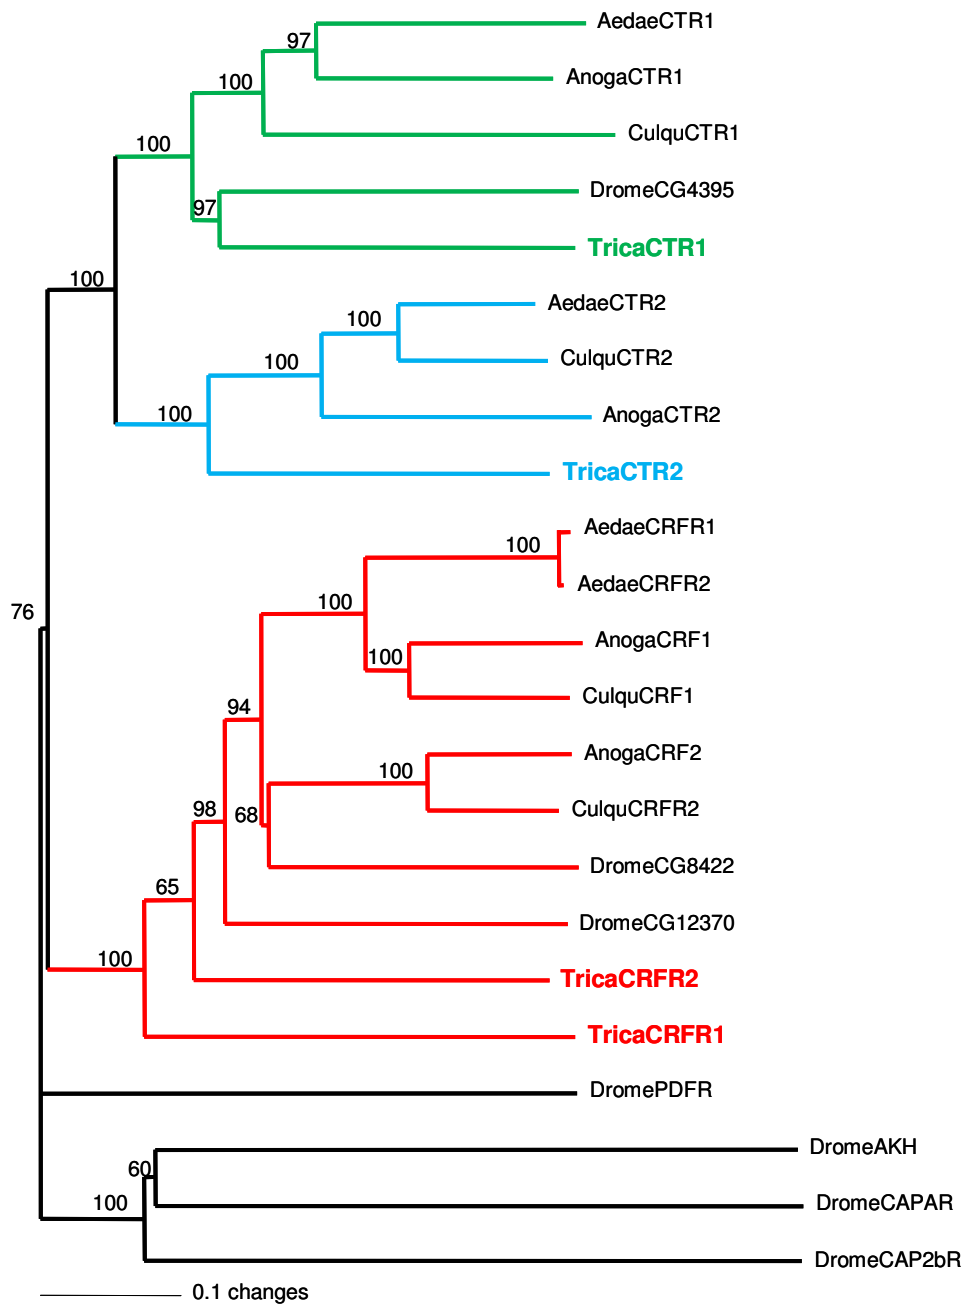 AedaeCTR1
97
AnogaCTR1
100
CulquCTR1
100
DromeCG4395
97
TricaCTR1
100
AedaeCTR2
100
CulquCTR2
100
AnogaCTR2
100
TricaCTR2
AedaeCRFR1
100
AedaeCRFR2
100
76
AnogaCRF1
100
CulquCRF1
94
AnogaCRF2
100
CulquCRFR2
98
68
DromeCG8422
65
DromeCG12370
100
TricaCRFR2
TricaCRFR1
DromePDFR
DromeAKH
60
100
DromeCAPAR
DromeCAP2bR
0.1 changes